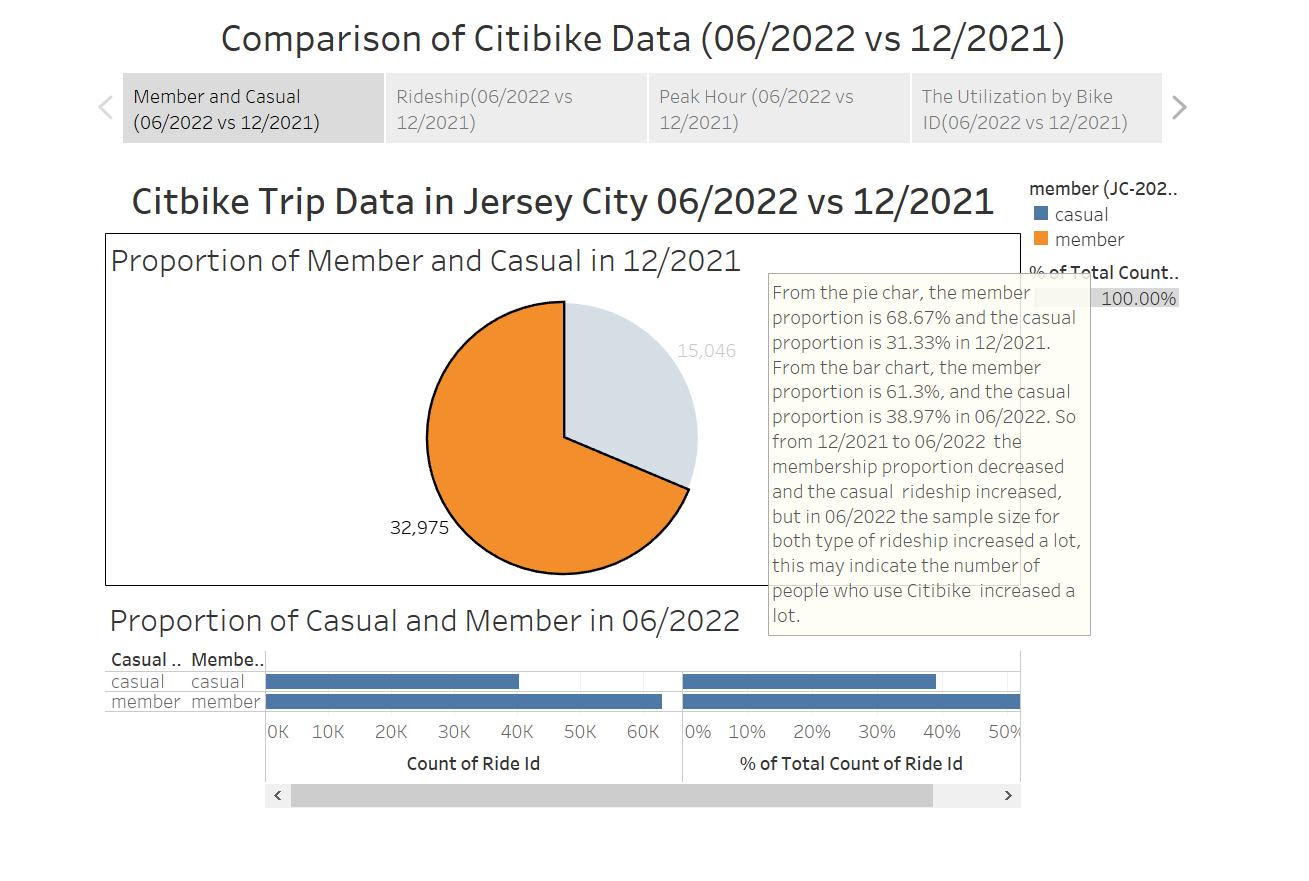 Comparison of Citibike Data (06/2022 vs 12/2021)
Member and Casual
(06/2022 vs 12/2021)
Rideship(06/2022 vs
12/2021)
Peak Hour (06/2022 vs
12/2021)
The Utilization by Bike
ID(06/2022 vs 12/2021)
Citbike Trip Data in Jersey City 06/2022 vs 12/2021
member (JC-202..
casual
member
% of Total Count..
100.00%
Proportion of Member and Casual in 12/2021
15,046
32,975
From the pie char, the member
proportion is 68.67% and the casual
proportion is 31.33% in 12/2021.
From the bar chart, the member
proportion is 61.3%, and the casual
proportion is 38.97% in 06/2022. So
from 12/2021 to 06/2022 the
membership proportion decreased
and the casual rideship increased,
but in 06/2022 the sample size for
both type of rideship increased a lot,
this may indicate the number of
people who use Citibike increased a
lot.
Proportion of Casual and Member in 06/2022
Casual .. Membe..
casual casual
member member
0K 10K 20K 30K 40K 50K 60K 0% 10% 20% 30% 40% 50%
Count of Ride Id % of Total Count of Ride Id